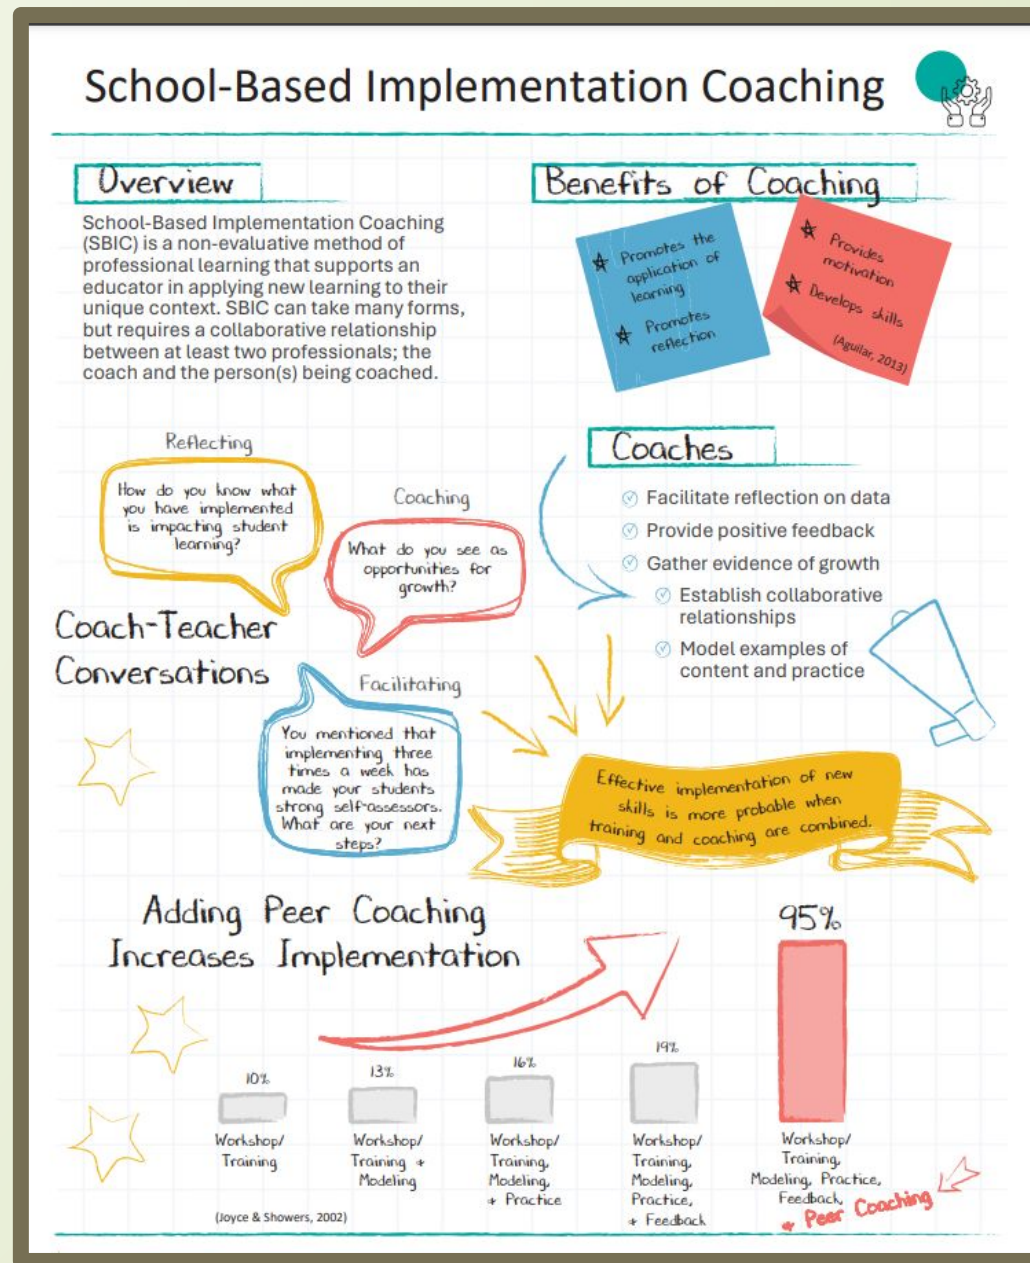 School-Based Implementation Coaching
Overview
School-Based Implementation Coaching
(SBIC) is a non-evaluative method of
professional learning that supports an
educator in applying new learning to their
unique context. SBIC can take many forms,
but requires a collaborative relationship
between at least two professionals; the
coach and the person(s) being coached.
Benefits of Coaching
Promotes the
application of
learning
Promotes
reflection
Provides
motivation
Develops skills
(Aguilar, 2013)
Coach-Teacher
Conversations
Reflecting
How do you know what
you have implemented
is impacting student
learning?
Coaching
What do you see as
opportunities for
growth?
Facilitating
You mentioned that
implementing three
times a week has
made your students
strong self-assessors.
What are your next
steps?
Coaches
Facilitate reflection on data
Provide positive feedback
Gather evidence of growth
Establish collaborative
relationships
Model examples of
content and practice
Effective implementation of new
skills is more probable when
training and coaching are combined.
Adding Peer Coaching
Increases Implementation
10%
Workshop/
Training
13%
Workshop/
Training +
Modeling
16%
Workshop/
Training,
Modeling,
+ Practice
19%
Workshop/
Training,
Modeling,
Practice,
+ Feedback
95%
Workshop/
Training,
Modeling, Practice,
Feedback,
+ Peer Coaching
(Joyce & Showers, 2002)